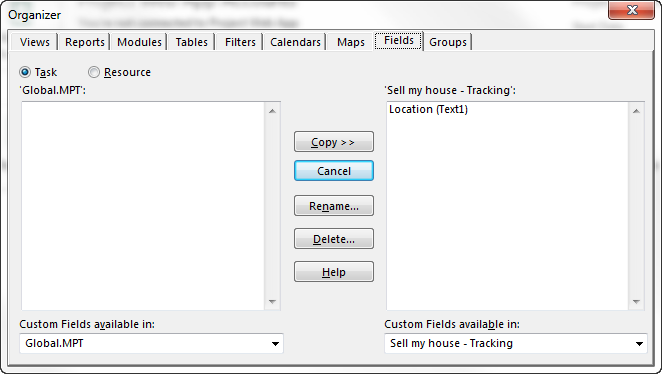 Organizer
Views Reports Modules Tables Filters Calendars Maps Fields Groups
Task Resource
'Global.MPT': 'Sell my house - Tracking':
Location (Text1)
Copy >>
Cancel
Rename...
Delete...
Help
Custom Fields available in: Custom Fields available in:
Global.MPT Sell my house - Tracking